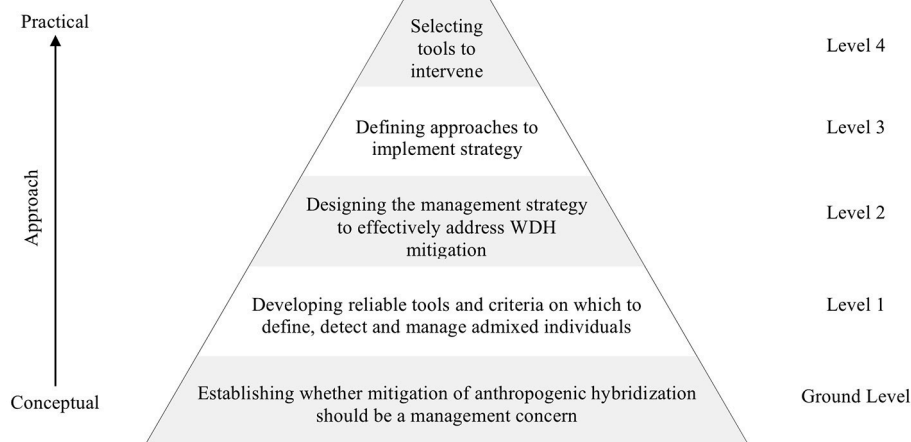 Practical
Selecting
tools to
intervene
Level 4
Defining approaches to
implement strategy
Level 3
Approach
Designing the management strategy
to effectively address WDH
mitigation
Level 2
Developing reliable tools and criteria on which to
define, detect and manage admixed individuals
Level 1
Conceptual
Establishing whether mitigation of anthropogenic hybridization
should be a management concern
Ground Level